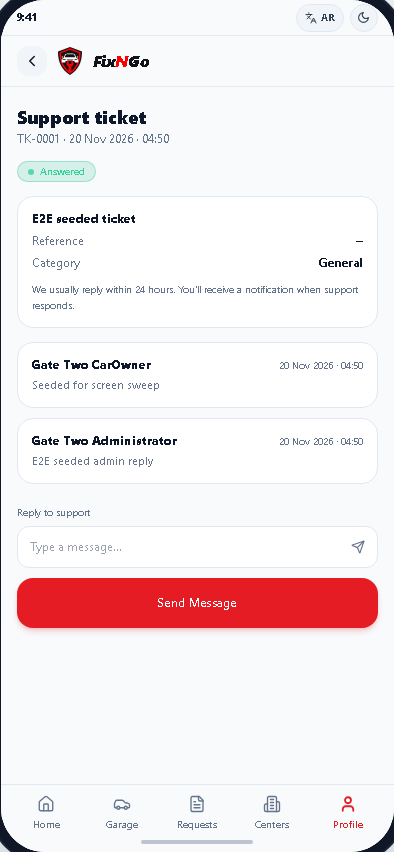 9:41
AR
FixNGo
Support ticket
TK-0001 · 20 Nov 2026 · 04:50
Answered
E2E seeded ticket
Reference –
Category General
We usually reply within 24 hours. You'll receive a notification when support
responds.
Gate Two CarOwner 20 Nov 2026 · 04:50
Seeded for screen sweep
Gate Two Administrator 20 Nov 2026 · 04:50
E2E seeded admin reply
Reply to support
Type a message...
Send Message
Home Garage Requests Centers Profile